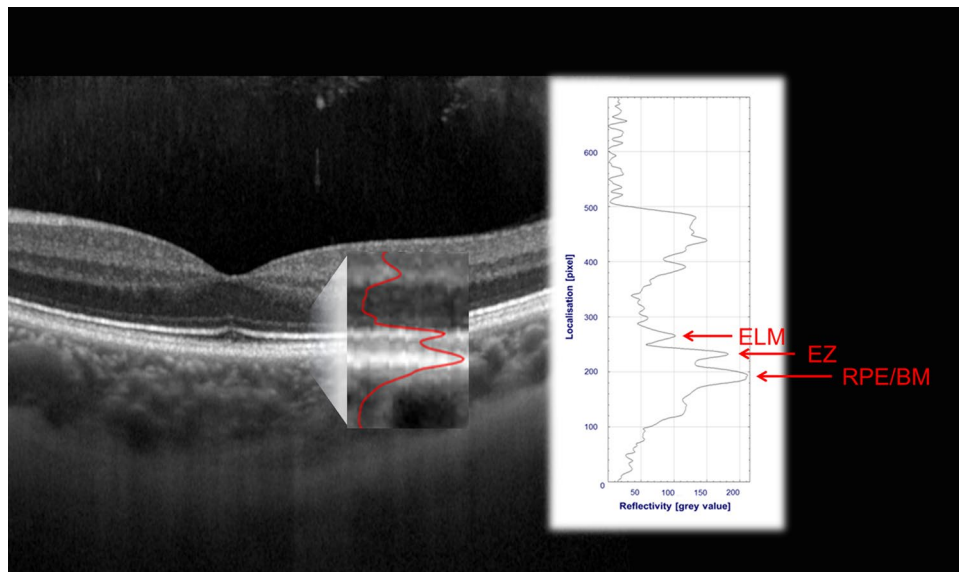 600
500
400
300
200
100
0
50 100 150 200
Localisation [pixel]
Reflectivity [grey value]
ELM
EZ
RPE/BM